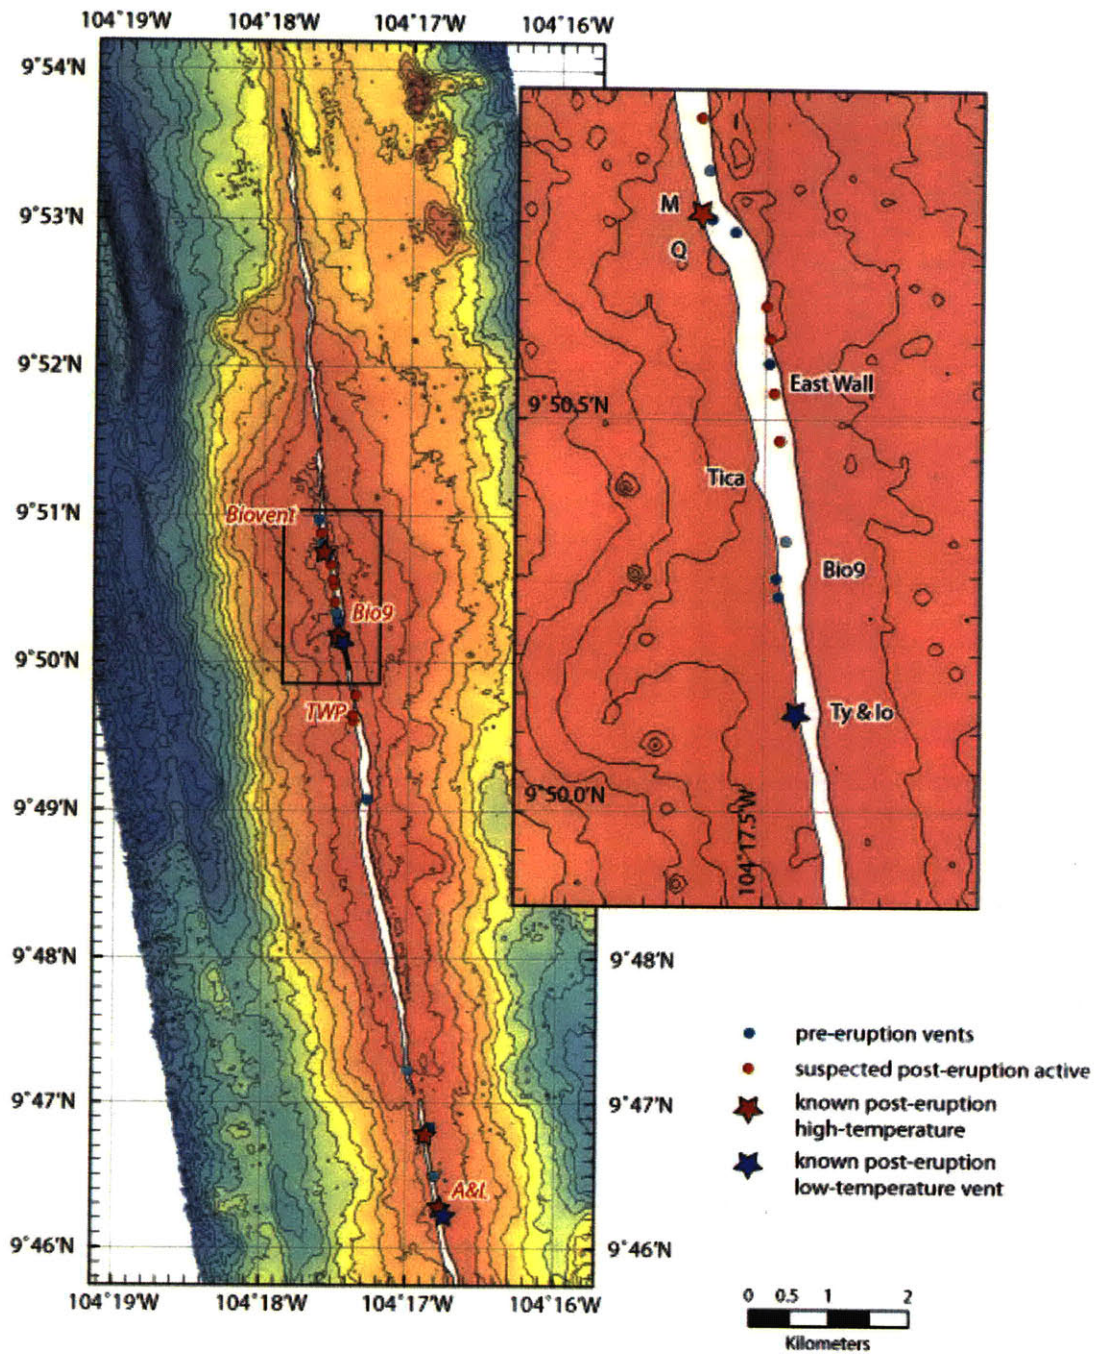 104°19'W 104°18'W 104°17'W 104°16'W
9°54'N
9°53'N
9°52'N
9°51'N
9°50'N
9°49'N
9°48'N
9°47'N
9°46'N
Biovent
Bio9
TWP
A&L
104°19'W 104°18'W 104°17'W 104°16'W
9°48'N
9°47'N
9°46'N
M
Q
East Wall
9°50.5'N
Tica
Bio9
Ty & Io
9°50.0'N
104°17.5'W
pre-eruption vents
suspected post-eruption active
known post-eruption
high-temperature
known post-eruption
low-temperature vent
0 0.5 1 2
Kilometers